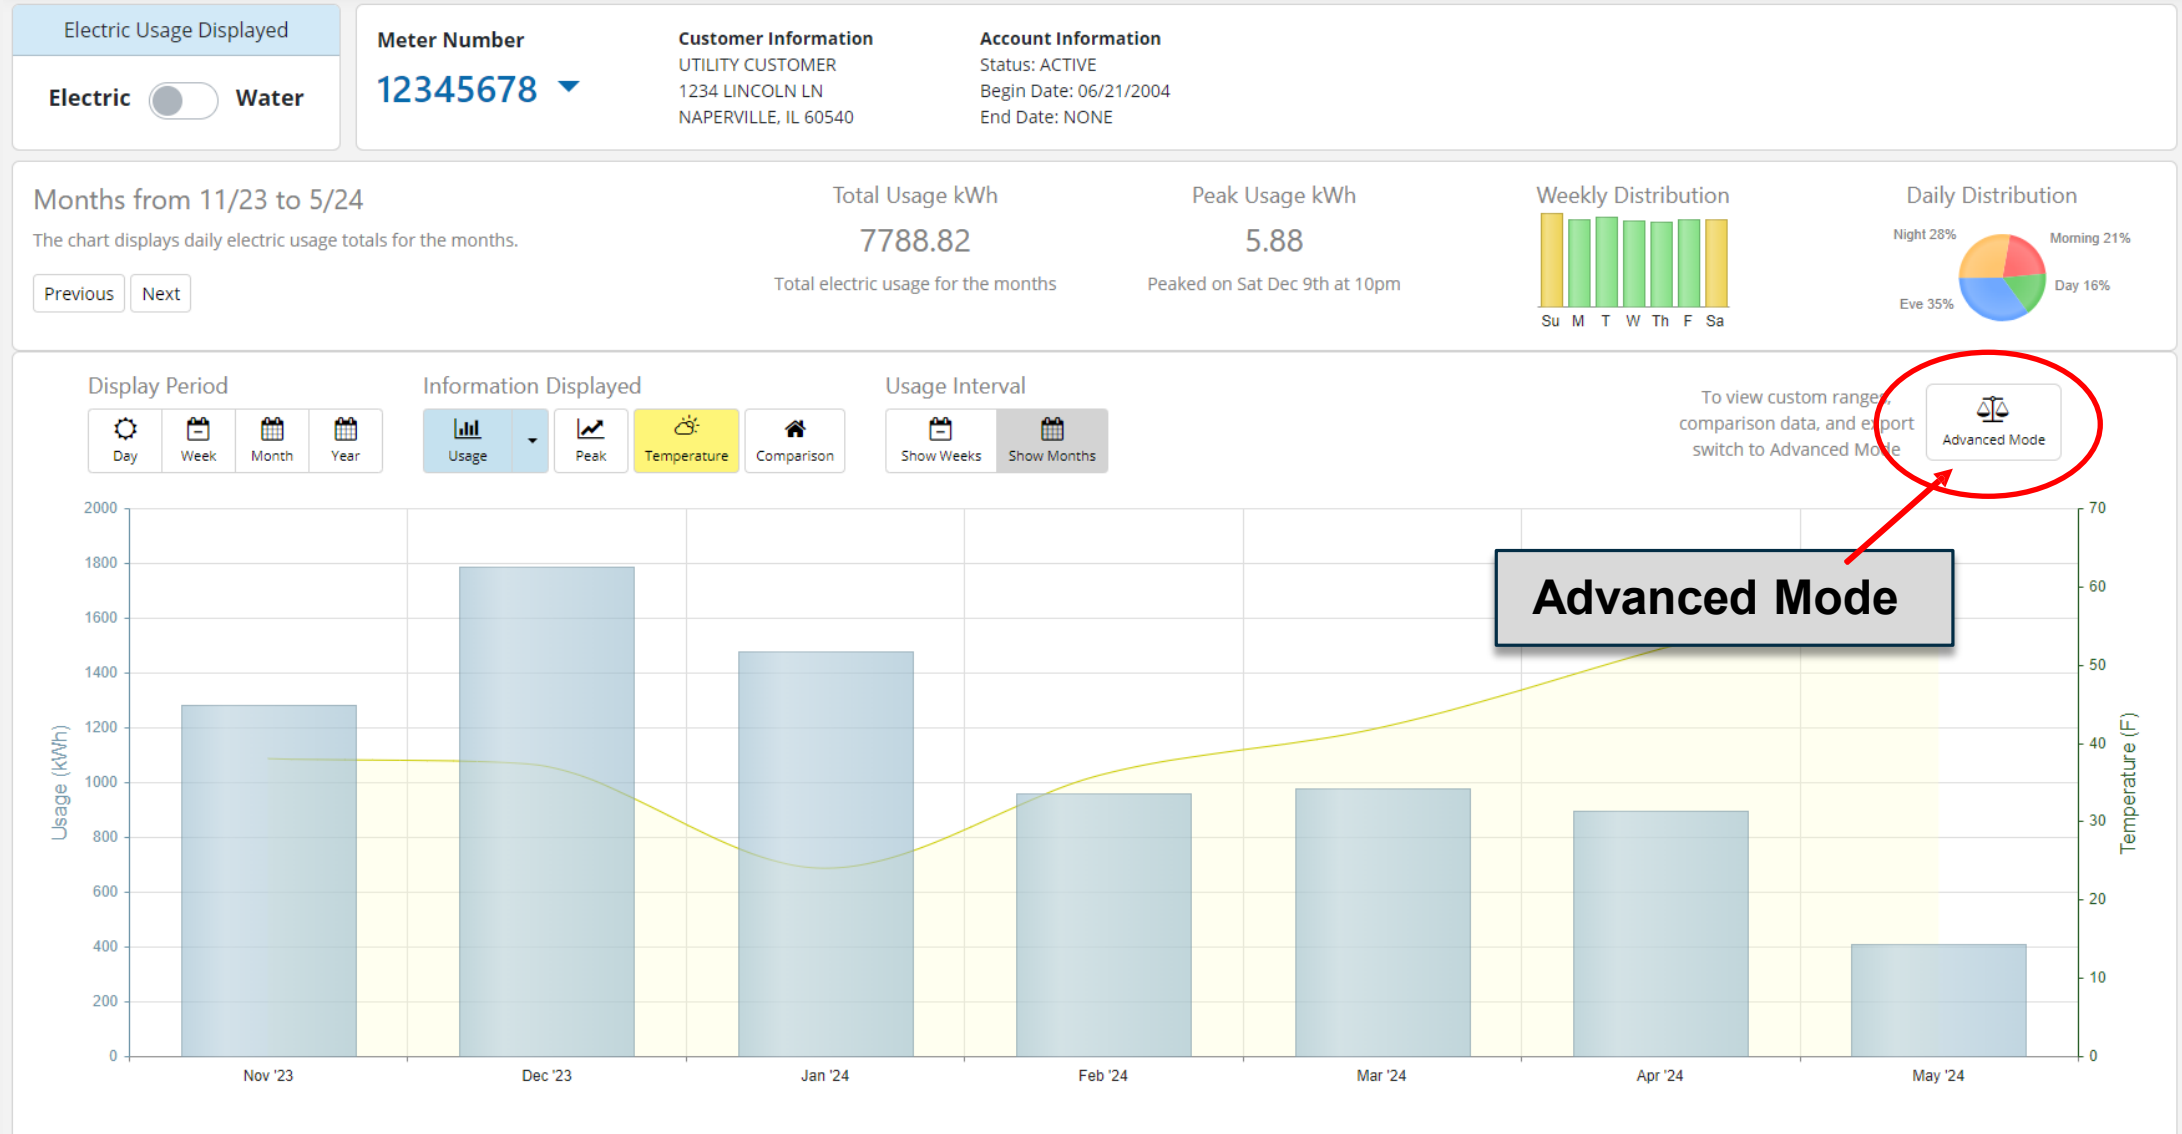 Electric Usage Displayed
Electric Water
Meter Number
12345678
Customer Information
UTILITY CUSTOMER
1234 LINCOLN LN
NAPERVILLE, IL 60540
Account Information
Status: ACTIVE
Begin Date: 06/21/2004
End Date: NONE
Months from 11/23 to 5/24
The chart displays daily electric usage totals for the months.
Previous Next
Total Usage kWh
7788.82
Total electric usage for the months
Peak Usage kWh
5.88
Peaked on Sat Dec 9th at 10pm
Weekly Distribution
Su M T W Th F Sa
Daily Distribution
Night 28%
Morning 21%
Day 16%
Eve 35%
Display Period
Day Week Month Year
Information Displayed
Usage Peak Temperature Comparison
Usage Interval
Show Weeks Show Months
To view custom ranges,
comparison data, and export
switch to Advanced Mode
Advanced Mode
Advanced Mode
Usage (kWh)
2000
1800
1600
1400
1200
1000
800
600
400
200
0
70
60
50
40
30
20
10
0
Temperature (F)
Nov '23 Dec '23 Jan '24 Feb '24 Mar '24 Apr '24 May '24